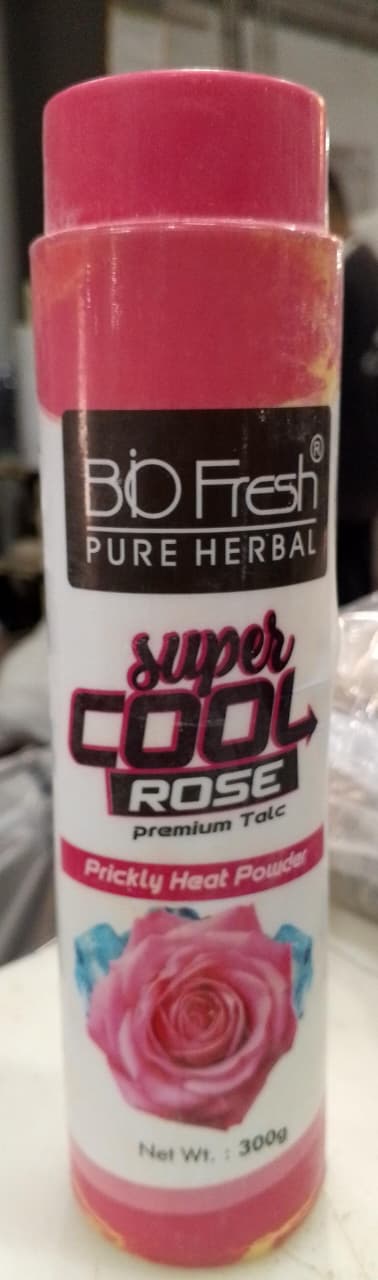 BiO Fresh®
PURE HERBAL
super
COOL
ROSE
premium Talc
Prickly Heat Powder
Net Wt. : 300g